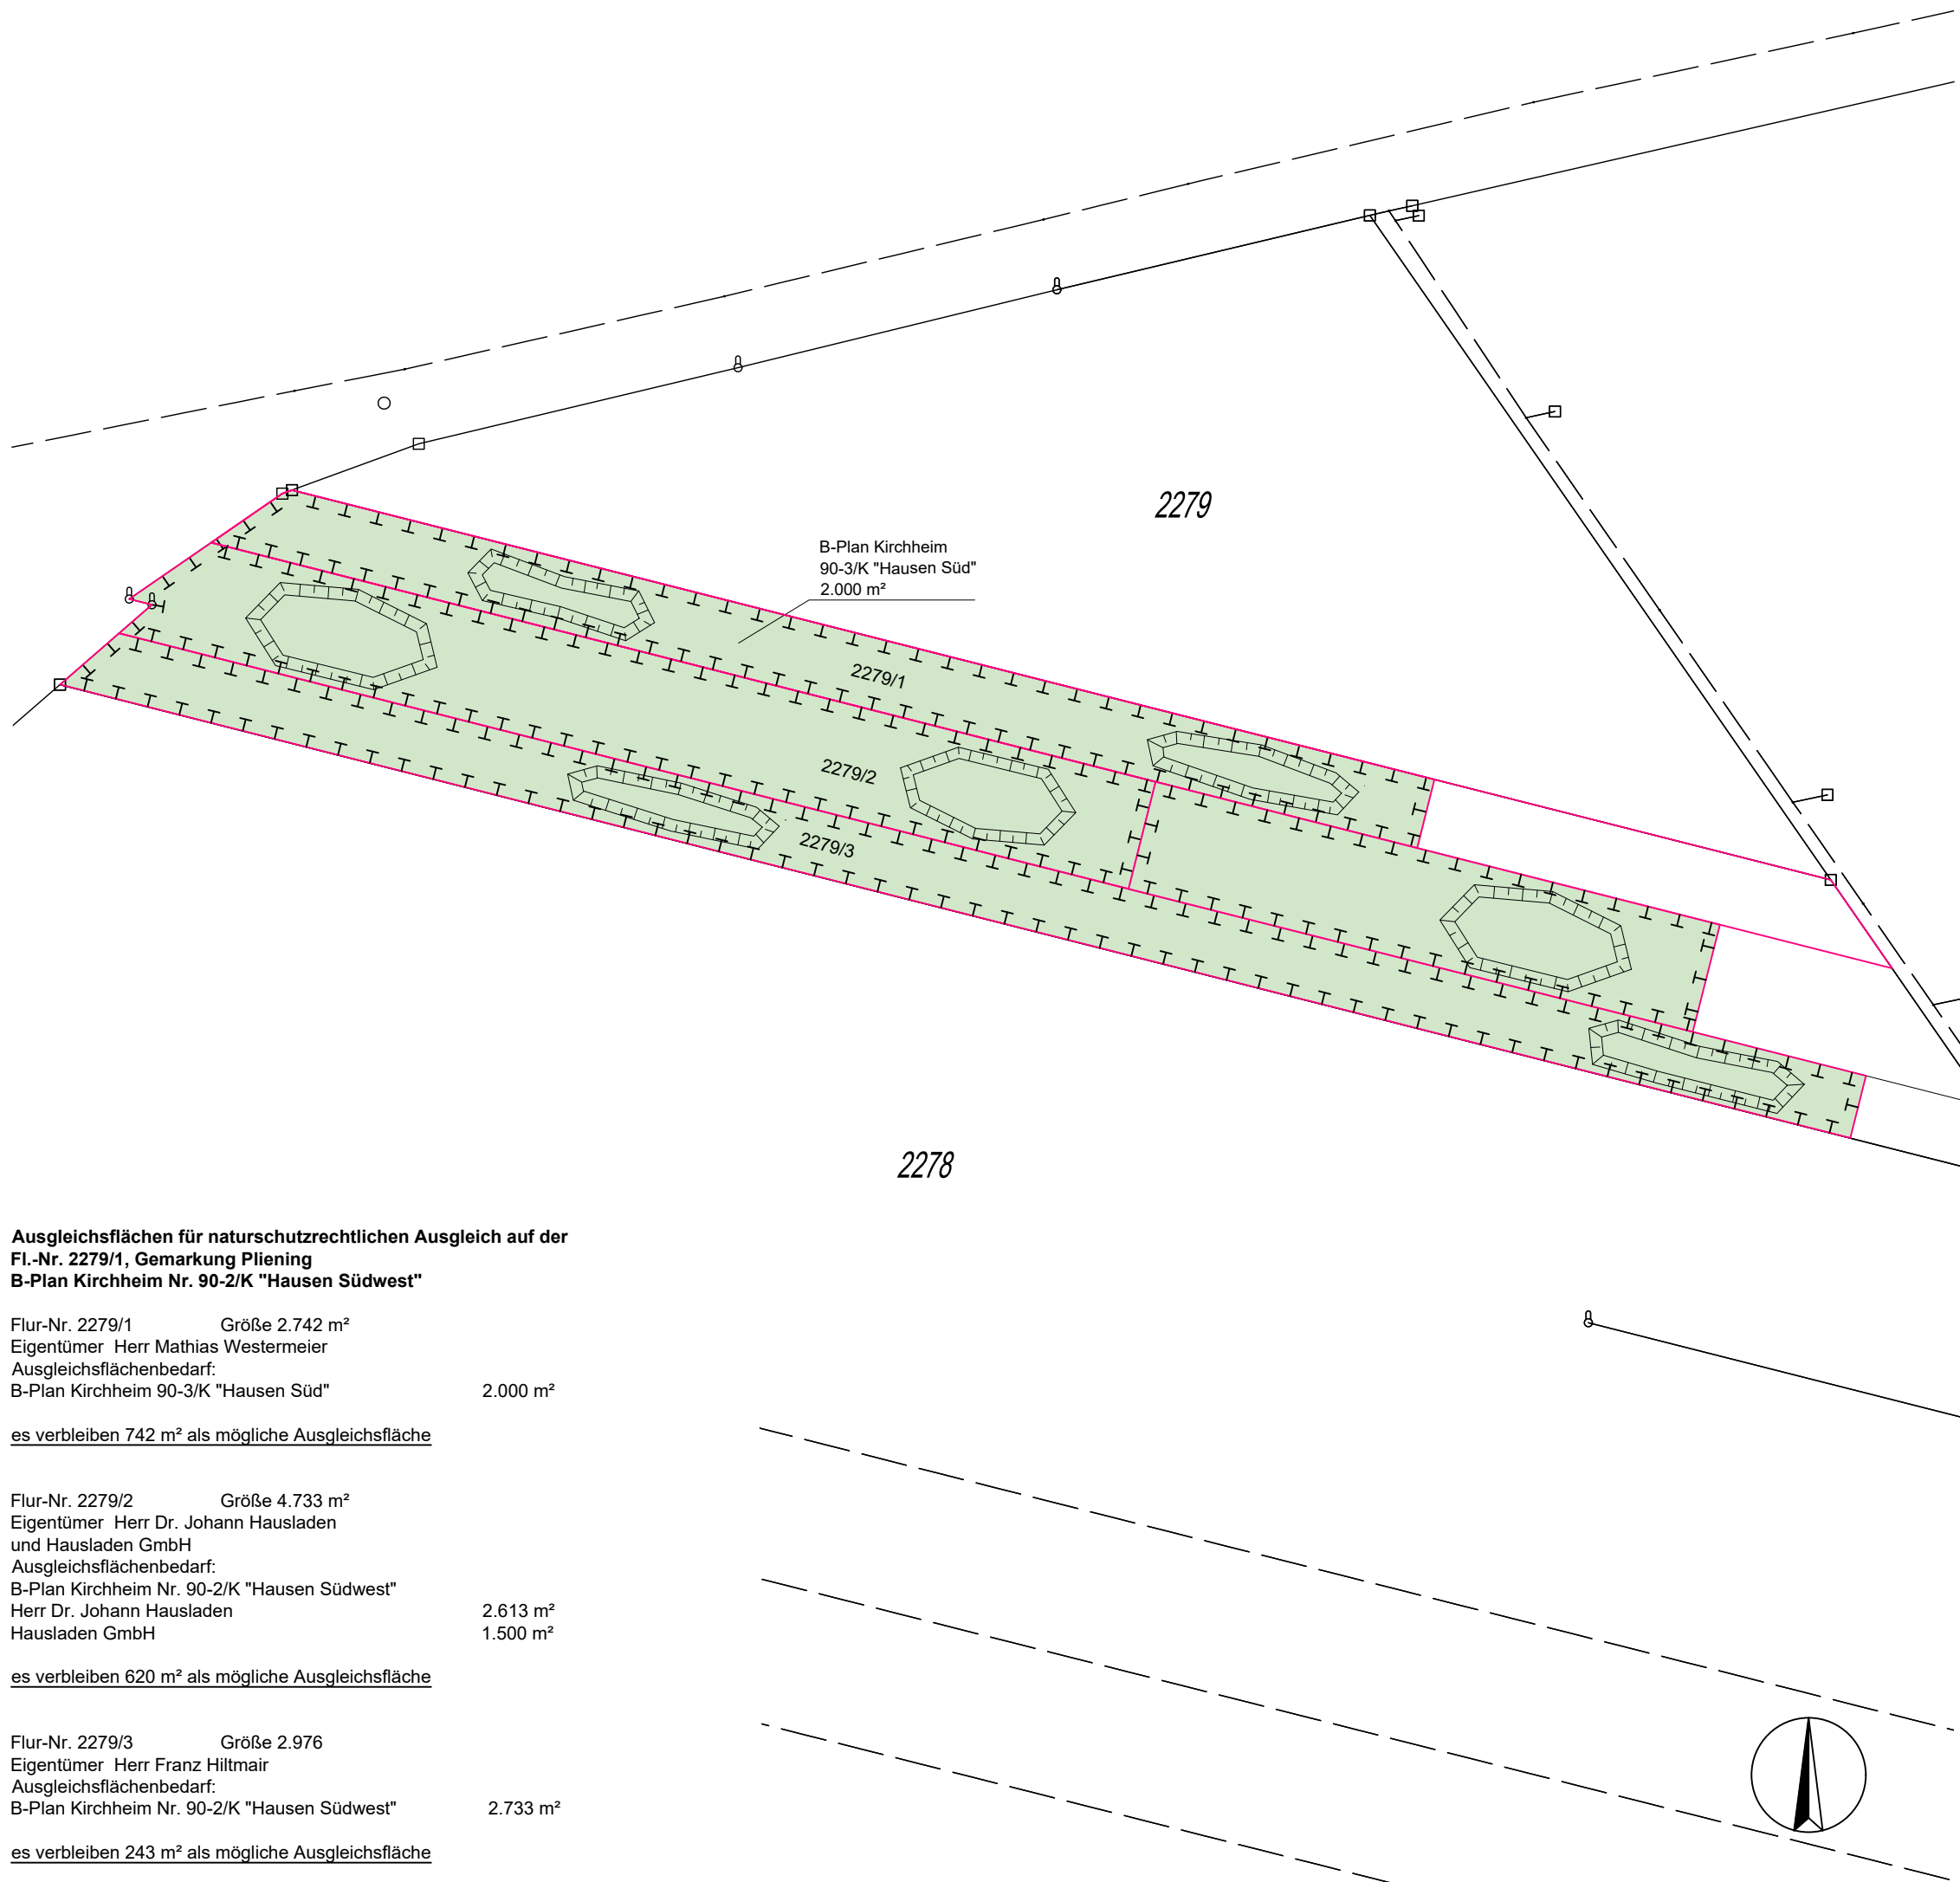 2279
B-Plan Kirchheim
90-3/K "Hausen Süd"
2.000 m²
2279/1
2279/2
2279/3
2278
Ausgleichsflächen für naturschutzrechtlichen Ausgleich auf der
Fl.-Nr. 2279/1, Gemarkung Pliening
B-Plan Kirchheim Nr. 90-2/K "Hausen Südwest"
Flur-Nr. 2279/1 Größe 2.742 m²
Eigentümer Herr Mathias Westermeier
Ausgleichsflächenbedarf:
B-Plan Kirchheim 90-3/K "Hausen Süd" 2.000 m²
es verbleiben 742 m² als mögliche Ausgleichsfläche
Flur-Nr. 2279/2 Größe 4.733 m²
Eigentümer Herr Dr. Johann Hausladen
und Hausladen GmbH
Ausgleichsflächenbedarf:
B-Plan Kirchheim Nr. 90-2/K "Hausen Südwest"
Herr Dr. Johann Hausladen 2.613 m²
Hausladen GmbH 1.500 m²
es verbleiben 620 m² als mögliche Ausgleichsfläche
Flur-Nr. 2279/3 Größe 2.976
Eigentümer Herr Franz Hiltmair
Ausgleichsflächenbedarf:
B-Plan Kirchheim Nr. 90-2/K "Hausen Südwest" 2.733 m²
es verbleiben 243 m² als mögliche Ausgleichsfläche